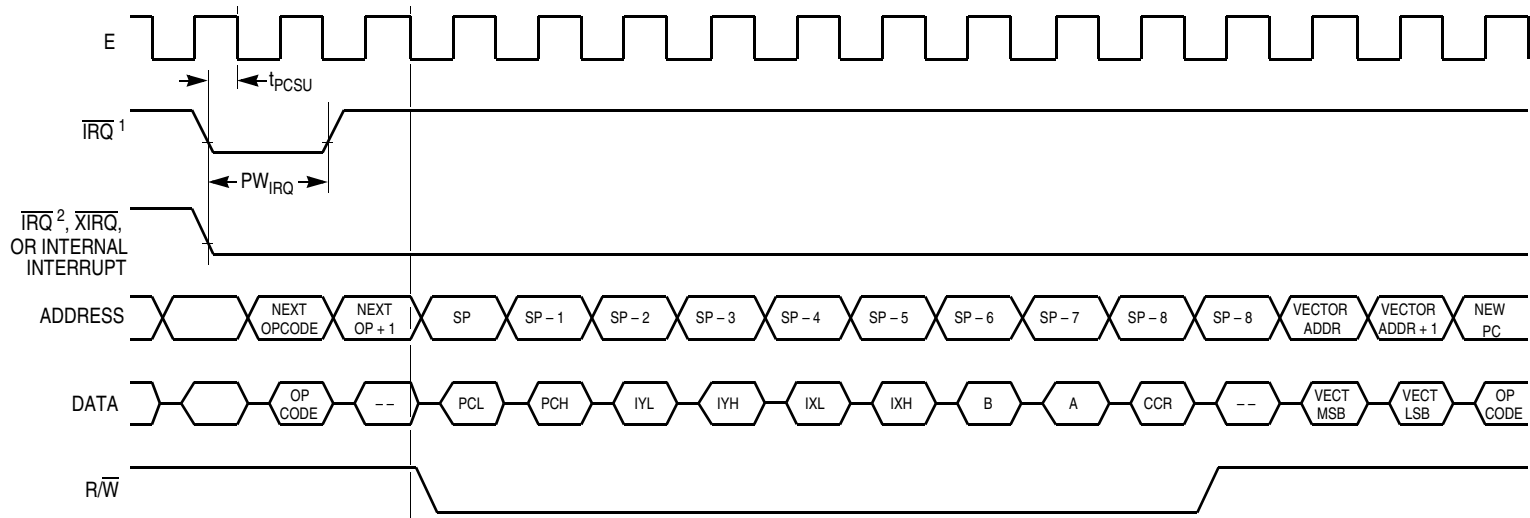 E
tPCSU
IRQ 1
PWIRQ
IRQ 2, XIRQ,
OR INTERNAL
INTERRUPT
ADDRESS
NEXT
OPCODE
NEXT
OP + 1
SP
SP – 1
SP – 2
SP – 3
SP – 4
SP – 5
SP – 6
SP – 7
SP – 8
SP – 8
VECTOR
ADDR
VECTOR
ADDR + 1
NEW
PC
DATA
OP
CODE
– –
PCL
PCH
IYL
IYH
IXL
IXH
B
A
CCR
– –
VECT
MSB
VECT
LSB
OP
CODE
R/W